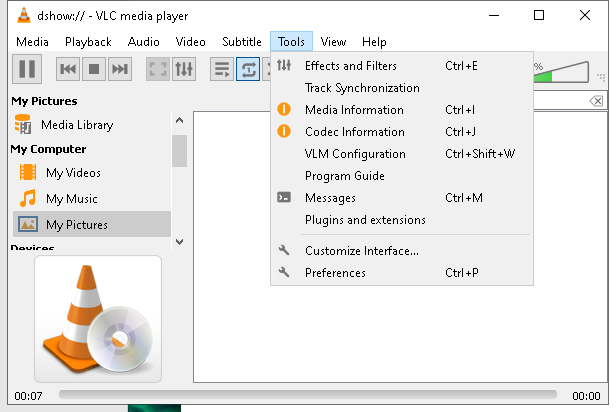 dshow:// - VLC media player
Media Playback Audio Video Subtitle Tools View Help
%
My Pictures
Media Library
My Computer
My Videos
My Music
My Pictures
Devices
Effects and Filters Ctrl+E
Track Synchronization
Media Information Ctrl+I
Codec Information Ctrl+J
VLM Configuration Ctrl+Shift+W
Program Guide
Messages Ctrl+M
Plugins and extensions
Customize Interface...
Preferences Ctrl+P
00:07 00:00